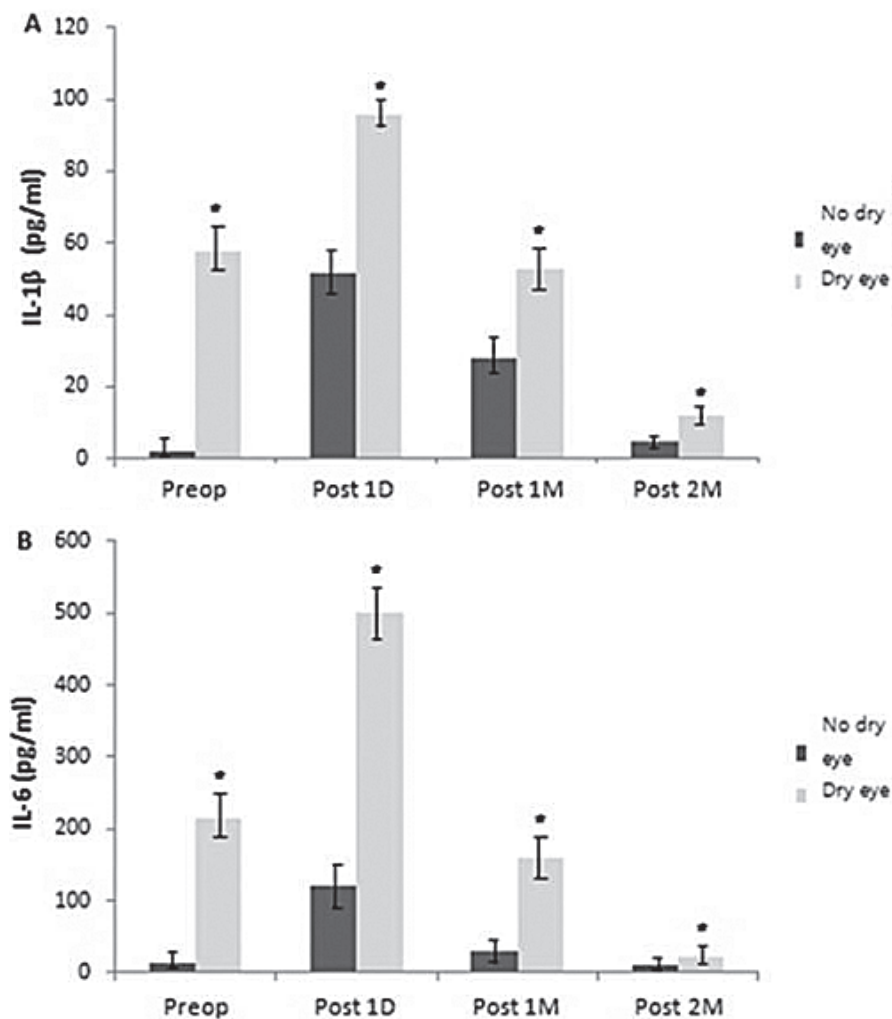 A
120
100
80
60
40
20
0
IL-1β (pg/ml)
*
*
*
*
Preop Post 1D Post 1M Post 2M
No dry
eye
Dry eye
B
600
500
400
300
200
100
0
IL-6 (pg/ml)
*
*
*
*
Preop Post 1D Post 1M Post 2M
No dry
eye
Dry eye